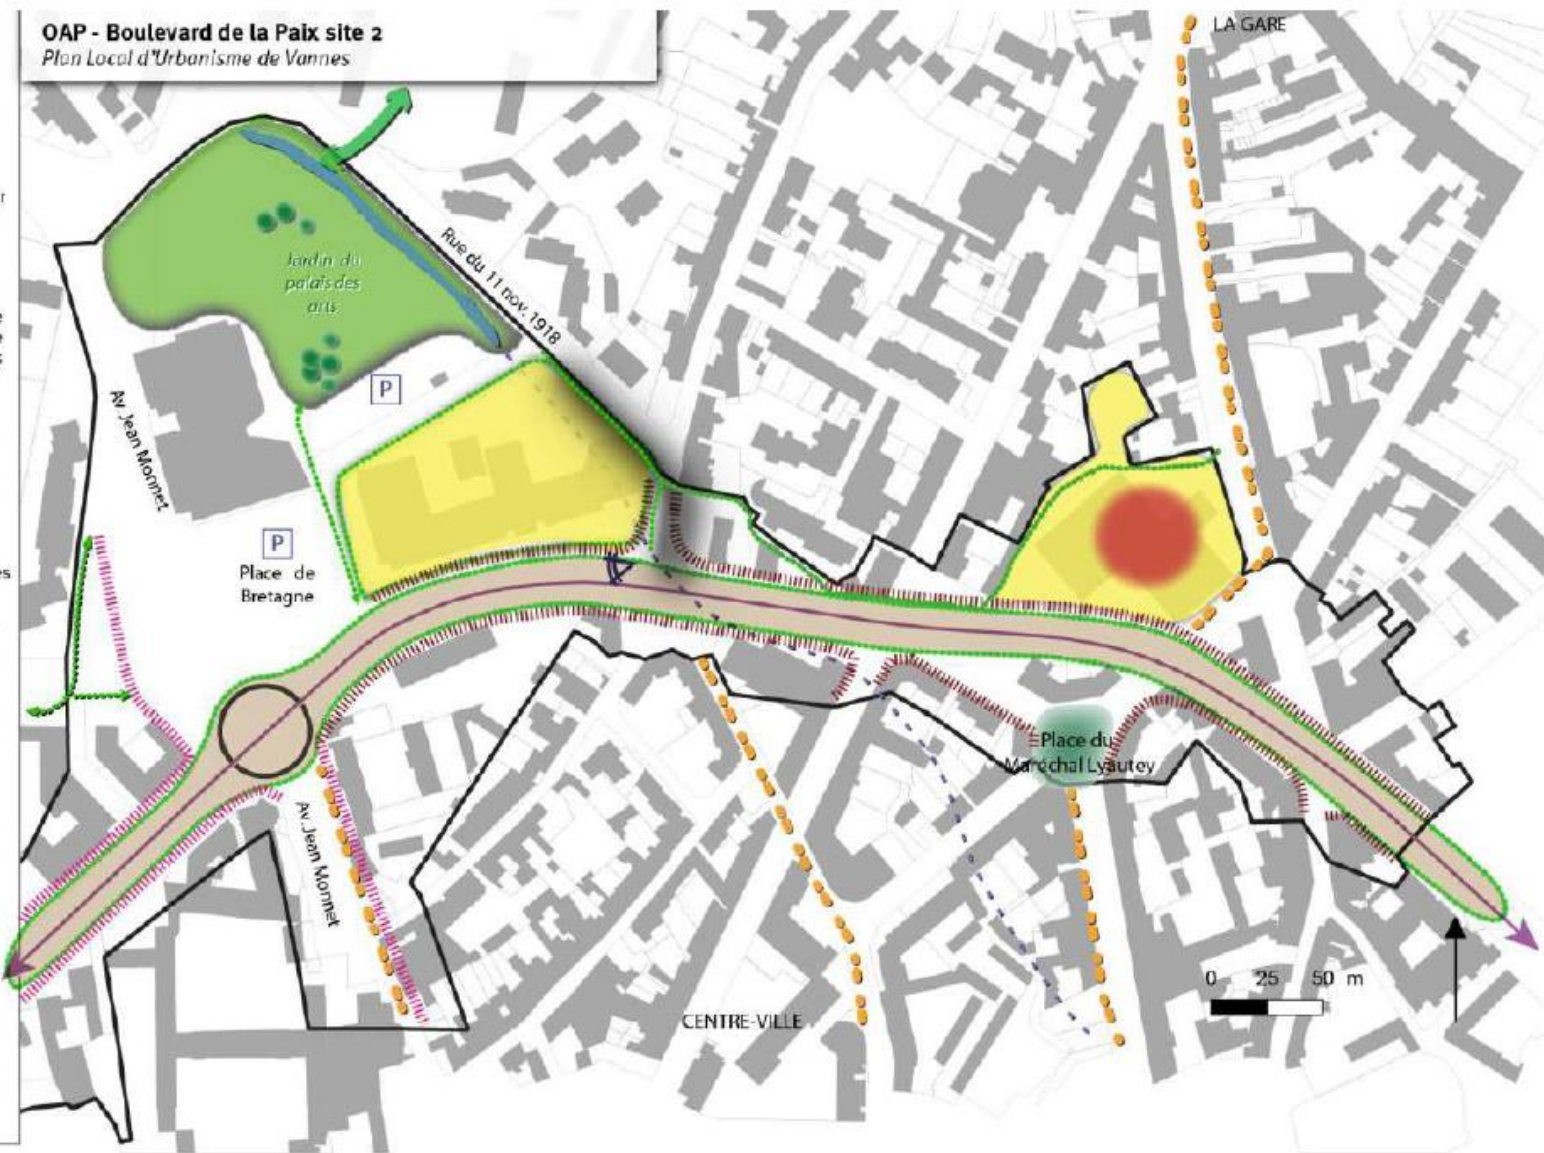 OAP - Boulevard de la Paix site 2
Plan Local d'Urbanisme de Vannes
LA GARE
Rue du 11 nov. 1918
Jardin du
palais des
arts
P
Av. Jean Monnet
P
Place de
Bretagne
Place du
Maréchal Lyautey
Av. Jean Monnet
0 25 50 m
CENTRE-VILLE